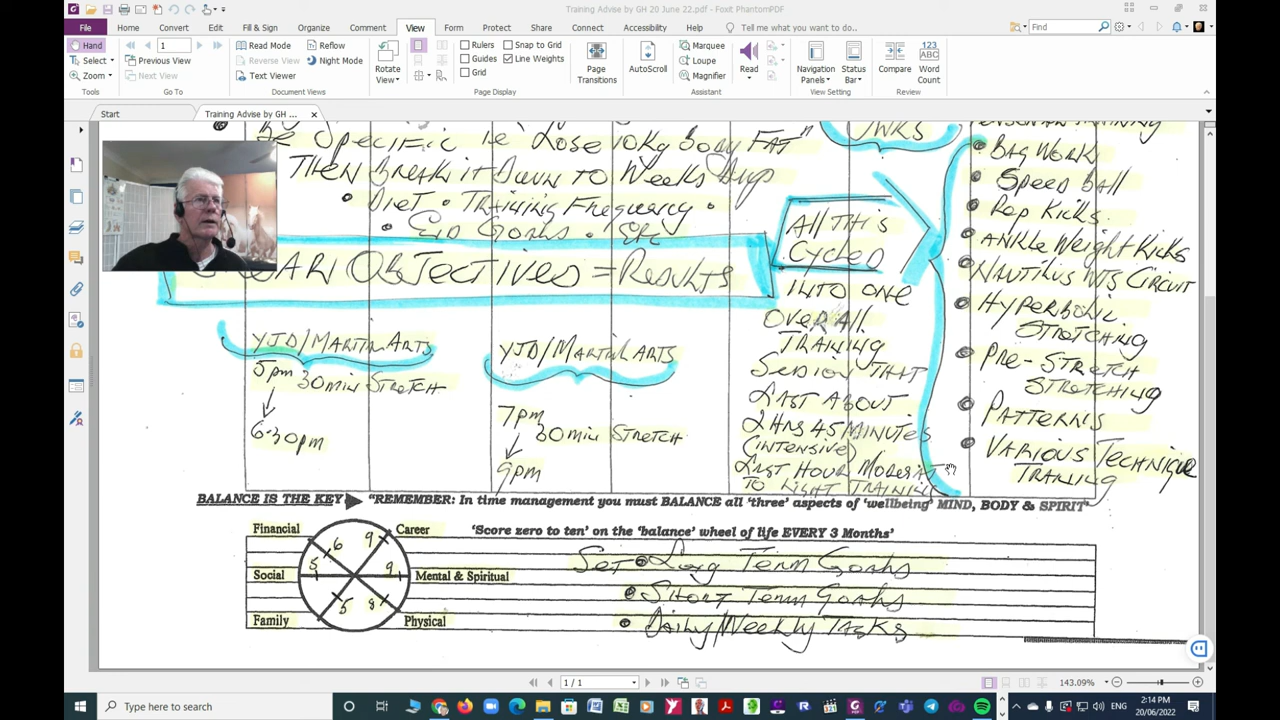 Training Advise by GH 20 June 22.pdf - Foxit PhantomPDF
File Home Convert Edit Fill & Sign Organize Comment View Form Protect Share Connect Accessibility Help Tell me what you want to do.. Find
Hand 1 Read Mode Reflow Rulers Snap to Grid Marquee 123
Select Previous View Reverse View Night Mode Guides Line Weights Loupe ABC
Zoom Next View Text Viewer Rotate View Grid Page Transitions AutoScroll Magnifier Read Navigation Panels Status Bar Compare Word Count
Tools Go To Document Views Page Display Assistant View Setting Review
Start Training Advise by GH ...
Be Specific ie "Lose 10kg Body FAT"
Then Break it Down to Weeks Days
• Diet • Training Frequency •
• End Goals • Etc
Objectives = Results
YJD/Martial Arts
5pm 30min Stretch
6-30pm
YJD/Martial Arts
7pm
30min Stretch
9pm
All This
Cycled
into one
Overall
Training
Session that
Last about
2 Hrs 45 Minutes
(intensive)
Last Hour Moderate
to Light Training
• Bag Work
• Speed Ball
• Pop Kicks
• Ankle Weight Kicks
• Nautilus WTS Circuit
• Hyperbolic
Stretching
• Pre-Stretch
Stretching
• Patterns
• Various Technique
Training
BALANCE IS THE KEY "REMEMBER: In time management you must BALANCE all 'three' aspects of 'wellbeing' MIND, BODY & SPIRIT'
'Score zero to ten' on the 'balance' wheel of life EVERY 3 Months'
Financial 6 9 Career
Social 5 9 Mental & Spiritual
Family 5 8 Physical
Set • Long Term Goals
• Short Term Goals
• Daily/Weekly Tasks
1 / 1 143.09%
Type here to search
2:14 PM
20/06/2022